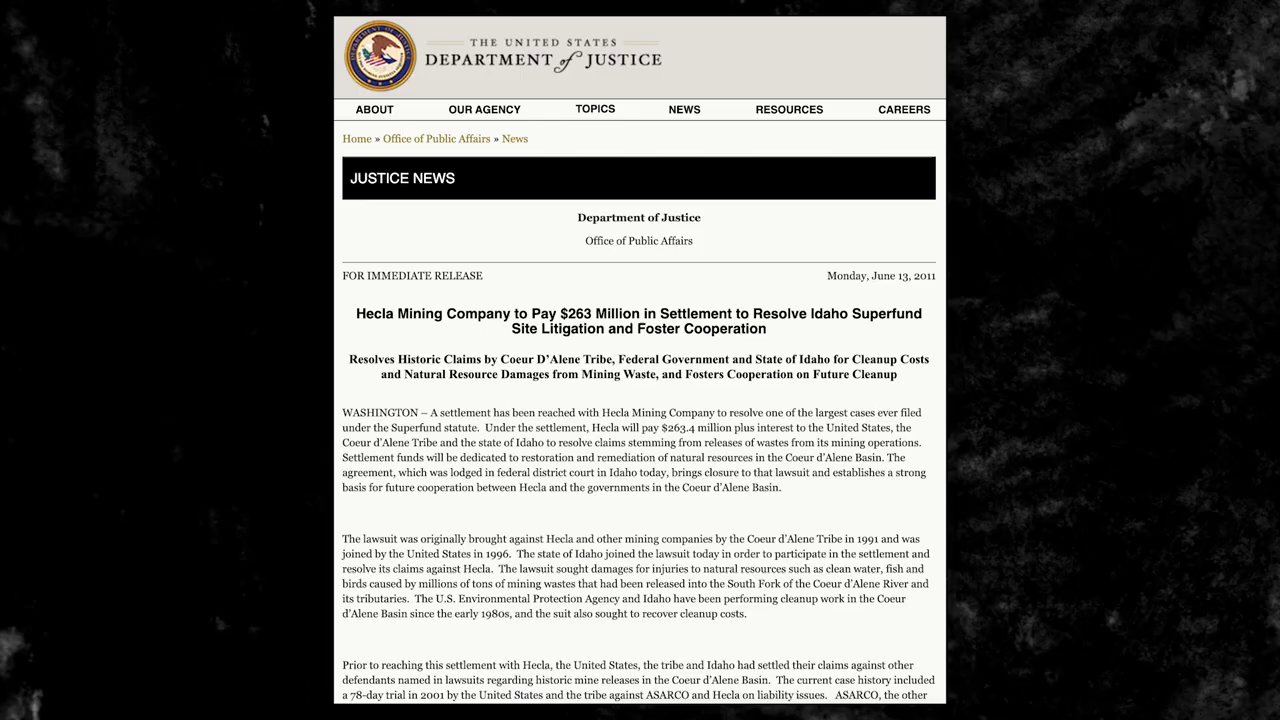 THE UNITED STATES
DEPARTMENT of JUSTICE
ABOUT OUR AGENCY TOPICS NEWS RESOURCES CAREERS
Home » Office of Public Affairs » News
JUSTICE NEWS
Department of Justice
Office of Public Affairs
FOR IMMEDIATE RELEASE Monday, June 13, 2011
Hecla Mining Company to Pay $263 Million in Settlement to Resolve Idaho Superfund
Site Litigation and Foster Cooperation
Resolves Historic Claims by Coeur D’Alene Tribe, Federal Government and State of Idaho for Cleanup Costs
and Natural Resource Damages from Mining Waste, and Fosters Cooperation on Future Cleanup
WASHINGTON – A settlement has been reached with Hecla Mining Company to resolve one of the largest cases ever filed
under the Superfund statute. Under the settlement, Hecla will pay $263.4 million plus interest to the United States, the
Coeur d’Alene Tribe and the state of Idaho to resolve claims stemming from releases of wastes from its mining operations.
Settlement funds will be dedicated to restoration and remediation of natural resources in the Coeur d’Alene Basin. The
agreement, which was lodged in federal district court in Idaho today, brings closure to that lawsuit and establishes a strong
basis for future cooperation between Hecla and the governments in the Coeur d’Alene Basin.
The lawsuit was originally brought against Hecla and other mining companies by the Coeur d’Alene Tribe in 1991 and was
joined by the United States in 1996. The state of Idaho joined the lawsuit today in order to participate in the settlement and
resolve its claims against Hecla. The lawsuit sought damages for injuries to natural resources such as clean water, fish and
birds caused by millions of tons of mining wastes that had been released into the South Fork of the Coeur d’Alene River and
its tributaries. The U.S. Environmental Protection Agency and Idaho have been performing cleanup work in the Coeur
d’Alene Basin since the early 1980s, and the suit also sought to recover cleanup costs.
Prior to reaching this settlement with Hecla, the United States, the tribe and Idaho had settled their claims against other
defendants named in lawsuits regarding historic mine releases in the Coeur d’Alene Basin. The current case history included
a 78-day trial in 2001 by the United States and the tribe against ASARCO and Hecla on liability issues. ASARCO, the other